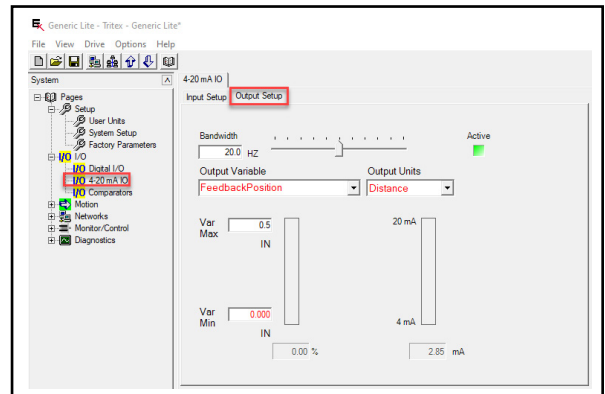 Generic Lite - Tritex - Generic Lite*
File View Drive Options Help
System
Pages
Setup
User Units
System Setup
Factory Parameters
I/O I/O
I/O Digital I/O
I/O 4-20 mA IO
I/O Comparators
Motion
Networks
Monitor/Control
Diagnostics
4-20 mA IO
Input Setup Output Setup
Bandwidth
20.0 HZ
Active
Output Variable
FeedbackPosition
Output Units
Distance
Var Max
0.5
IN
20 mA
Var Min
0.000
IN
4 mA
0.00 %
2.85 mA